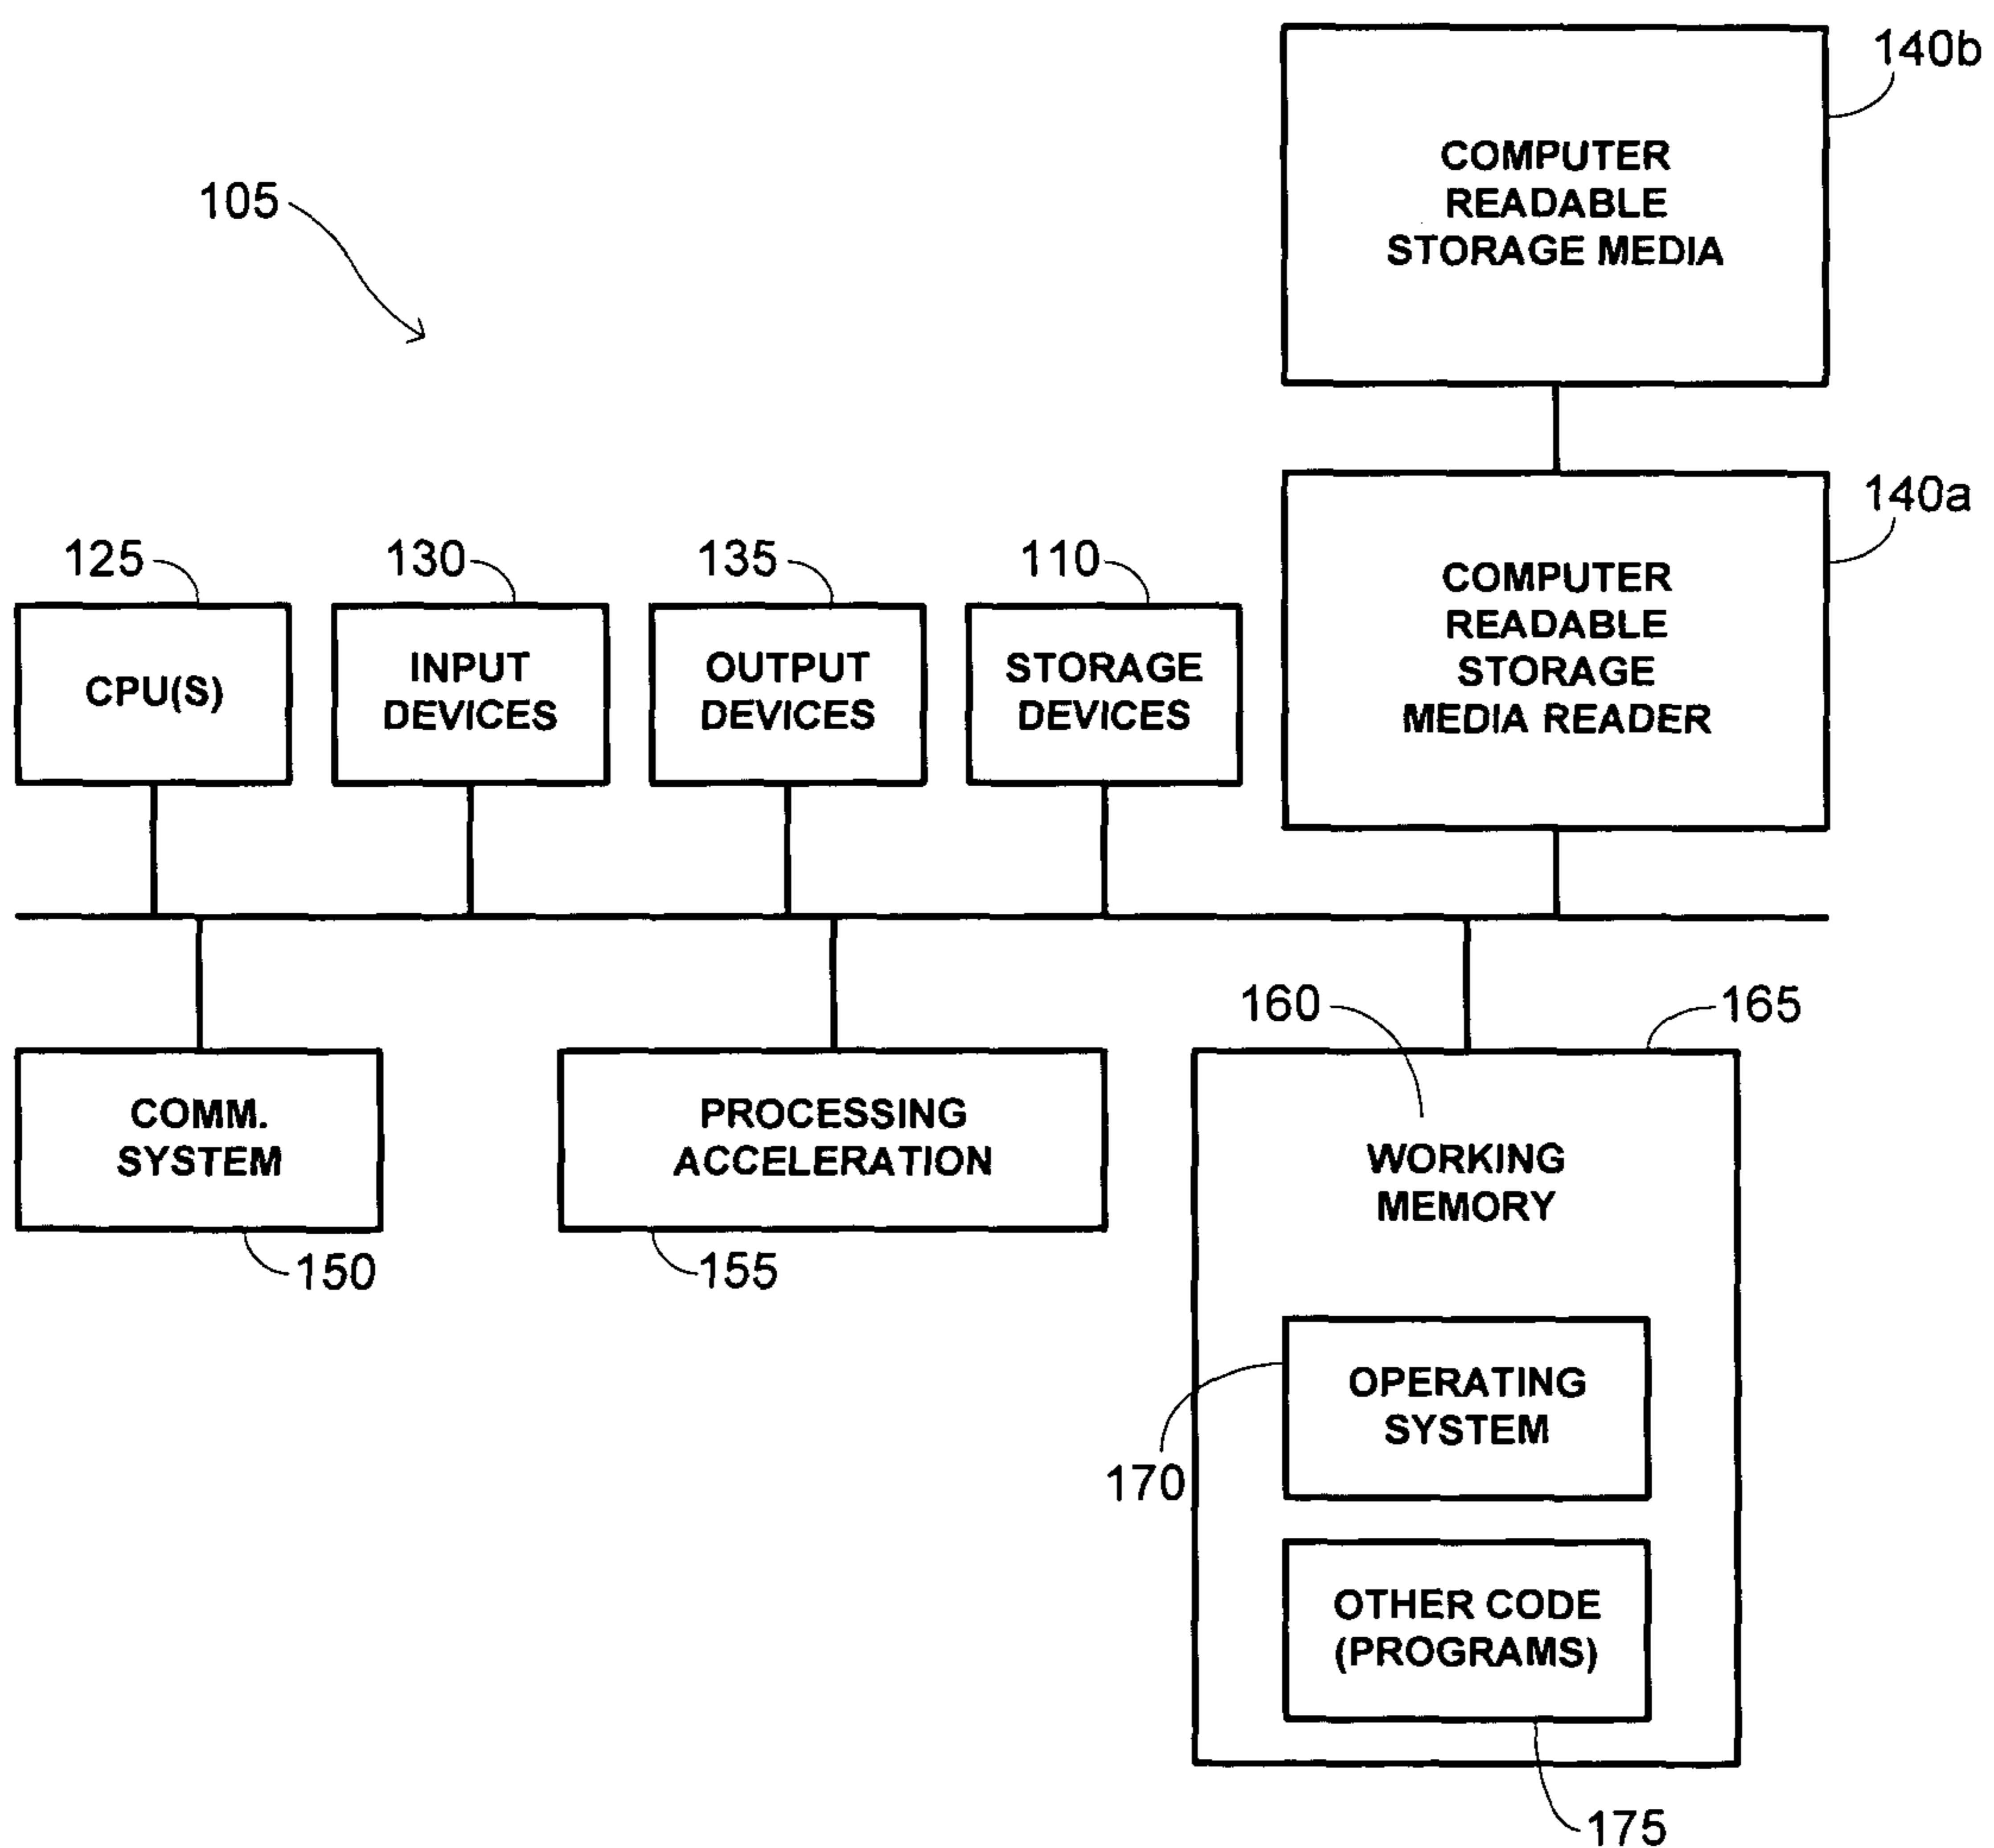 140b
COMPUTER
READABLE
STORAGE MEDIA
105
140a
COMPUTER
READABLE
STORAGE
MEDIA READER
125
130
135
110
CPU(S)
INPUT
DEVICES
OUTPUT
DEVICES
STORAGE
DEVICES
160
165
COMM.
SYSTEM
150
PROCESSING
ACCELERATION
155
WORKING
MEMORY
170
OPERATING
SYSTEM
OTHER CODE
(PROGRAMS)
175